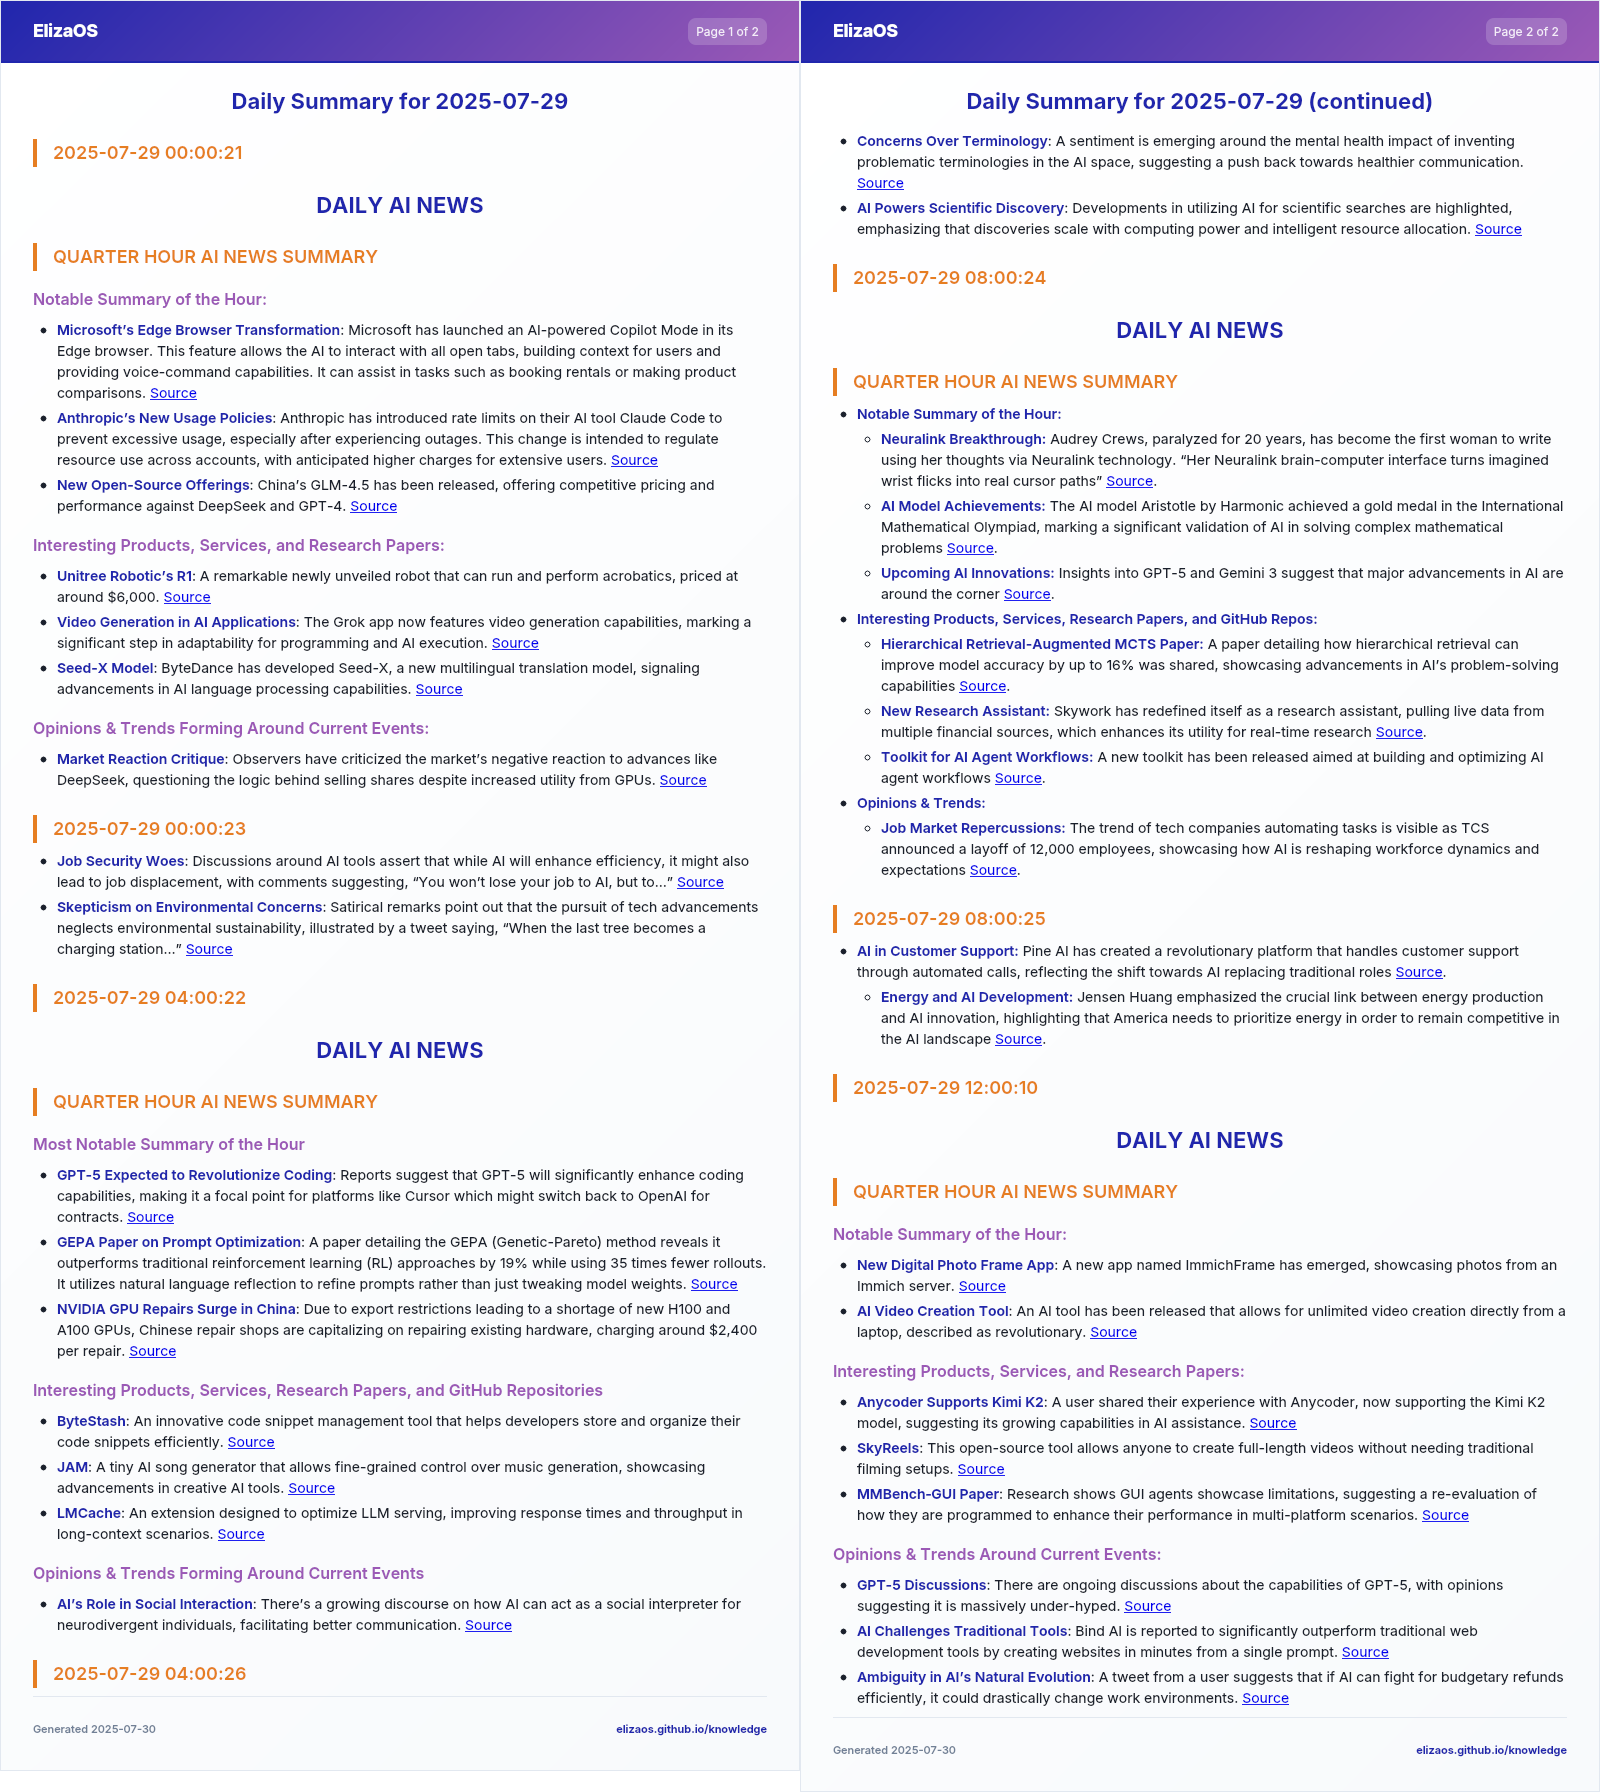 ElizaOS
Page 1 of 2
Daily Summary for 2025-07-29
2025-07-29 00:00:21
DAILY AI NEWS
QUARTER HOUR AI NEWS SUMMARY
Notable Summary of the Hour:
• Microsoft's Edge Browser Transformation: Microsoft has launched an AI-powered Copilot Mode in its
Edge browser. This feature allows the AI to interact with all open tabs, building context for users and
providing voice-command capabilities. It can assist in tasks such as booking rentals or making product
comparisons. Source
• Anthropic's New Usage Policies: Anthropic has introduced rate limits on their AI tool Claude Code to
prevent excessive usage, especially after experiencing outages. This change is intended to regulate
resource use across accounts, with anticipated higher charges for extensive users. Source
• New Open-Source Offerings: China's GLM-4.5 has been released, offering competitive pricing and
performance against DeepSeek and GPT-4. Source
Interesting Products, Services, and Research Papers:
• Unitree Robotic's R1: A remarkable newly unveiled robot that can run and perform acrobatics, priced at
around $6,000. Source
• Video Generation in AI Applications: The Grok app now features video generation capabilities, marking a
significant step in adaptability for programming and AI execution. Source
• Seed-X Model: ByteDance has developed Seed-X, a new multilingual translation model, signaling
advancements in AI language processing capabilities. Source
Opinions & Trends Forming Around Current Events:
• Market Reaction Critique: Observers have criticized the market's negative reaction to advances like
DeepSeek, questioning the logic behind selling shares despite increased utility from GPUs. Source
2025-07-29 00:00:23
• Job Security Woes: Discussions around AI tools assert that while AI will enhance efficiency, it might also
lead to job displacement, with comments suggesting, “You won't lose your job to AI, but to...” Source
• Skepticism on Environmental Concerns: Satirical remarks point out that the pursuit of tech advancements
neglects environmental sustainability, illustrated by a tweet saying, “When the last tree becomes a
charging station...” Source
2025-07-29 04:00:22
DAILY AI NEWS
QUARTER HOUR AI NEWS SUMMARY
Most Notable Summary of the Hour
• GPT-5 Expected to Revolutionize Coding: Reports suggest that GPT-5 will significantly enhance coding
capabilities, making it a focal point for platforms like Cursor which might switch back to OpenAI for
contracts. Source
• GEPA Paper on Prompt Optimization: A paper detailing the GEPA (Genetic-Pareto) method reveals it
outperforms traditional reinforcement learning (RL) approaches by 19% while using 35 times fewer rollouts.
It utilizes natural language reflection to refine prompts rather than just tweaking model weights. Source
• NVIDIA GPU Repairs Surge in China: Due to export restrictions leading to a shortage of new H100 and
A100 GPUs, Chinese repair shops are capitalizing on repairing existing hardware, charging around $2,400
per repair. Source
Interesting Products, Services, Research Papers, and GitHub Repositories
• ByteStash: An innovative code snippet management tool that helps developers store and organize their
code snippets efficiently. Source
• JAM: A tiny AI song generator that allows fine-grained control over music generation, showcasing
advancements in creative AI tools. Source
• LMCache: An extension designed to optimize LLM serving, improving response times and throughput in
long-context scenarios. Source
Opinions & Trends Forming Around Current Events
• AI's Role in Social Interaction: There's a growing discourse on how AI can act as a social interpreter for
neurodivergent individuals, facilitating better communication. Source
2025-07-29 04:00:26
Generated 2025-07-30
elizaos.github.io/knowledge
ElizaOS
Page 2 of 2
Daily Summary for 2025-07-29 (continued)
• Concerns Over Terminology: A sentiment is emerging around the mental health impact of inventing
problematic terminologies in the AI space, suggesting a push back towards healthier communication.
Source
• AI Powers Scientific Discovery: Developments in utilizing AI for scientific searches are highlighted,
emphasizing that discoveries scale with computing power and intelligent resource allocation. Source
2025-07-29 08:00:24
DAILY AI NEWS
QUARTER HOUR AI NEWS SUMMARY
• Notable Summary of the Hour:
◦ Neuralink Breakthrough: Audrey Crews, paralyzed for 20 years, has become the first woman to write
using her thoughts via Neuralink technology. “Her Neuralink brain-computer interface turns imagined
wrist flicks into real cursor paths” Source.
◦ AI Model Achievements: The AI model Aristotle by Harmonic achieved a gold medal in the International
Mathematical Olympiad, marking a significant validation of AI in solving complex mathematical
problems Source.
◦ Upcoming AI Innovations: Insights into GPT-5 and Gemini 3 suggest that major advancements in AI are
around the corner Source.
• Interesting Products, Services, Research Papers, and GitHub Repos:
◦ Hierarchical Retrieval-Augmented MCTS Paper: A paper detailing how hierarchical retrieval can
improve model accuracy by up to 16% was shared, showcasing advancements in AI's problem-solving
capabilities Source.
◦ New Research Assistant: Skywork has redefined itself as a research assistant, pulling live data from
multiple financial sources, which enhances its utility for real-time research Source.
◦ Toolkit for AI Agent Workflows: A new toolkit has been released aimed at building and optimizing AI
agent workflows Source.
• Opinions & Trends:
◦ Job Market Repercussions: The trend of tech companies automating tasks is visible as TCS
announced a layoff of 12,000 employees, showcasing how AI is reshaping workforce dynamics and
expectations Source.
2025-07-29 08:00:25
• AI in Customer Support: Pine AI has created a revolutionary platform that handles customer support
through automated calls, reflecting the shift towards AI replacing traditional roles Source.
◦ Energy and AI Development: Jensen Huang emphasized the crucial link between energy production
and AI innovation, highlighting that America needs to prioritize energy in order to remain competitive in
the AI landscape Source.
2025-07-29 12:00:10
DAILY AI NEWS
QUARTER HOUR AI NEWS SUMMARY
Notable Summary of the Hour:
• New Digital Photo Frame App: A new app named ImmichFrame has emerged, showcasing photos from an
Immich server. Source
• AI Video Creation Tool: An AI tool has been released that allows for unlimited video creation directly from a
laptop, described as revolutionary. Source
Interesting Products, Services, and Research Papers:
• Anycoder Supports Kimi K2: A user shared their experience with Anycoder, now supporting the Kimi K2
model, suggesting its growing capabilities in AI assistance. Source
• SkyReels: This open-source tool allows anyone to create full-length videos without needing traditional
filming setups. Source
• MMBench-GUI Paper: Research shows GUI agents showcase limitations, suggesting a re-evaluation of
how they are programmed to enhance their performance in multi-platform scenarios. Source
Opinions & Trends Around Current Events:
• GPT-5 Discussions: There are ongoing discussions about the capabilities of GPT-5, with opinions
suggesting it is massively under-hyped. Source
• AI Challenges Traditional Tools: Bind AI is reported to significantly outperform traditional web
development tools by creating websites in minutes from a single prompt. Source
• Ambiguity in AI's Natural Evolution: A tweet from a user suggests that if AI can fight for budgetary refunds
efficiently, it could drastically change work environments. Source
Generated 2025-07-30
elizaos.github.io/knowledge